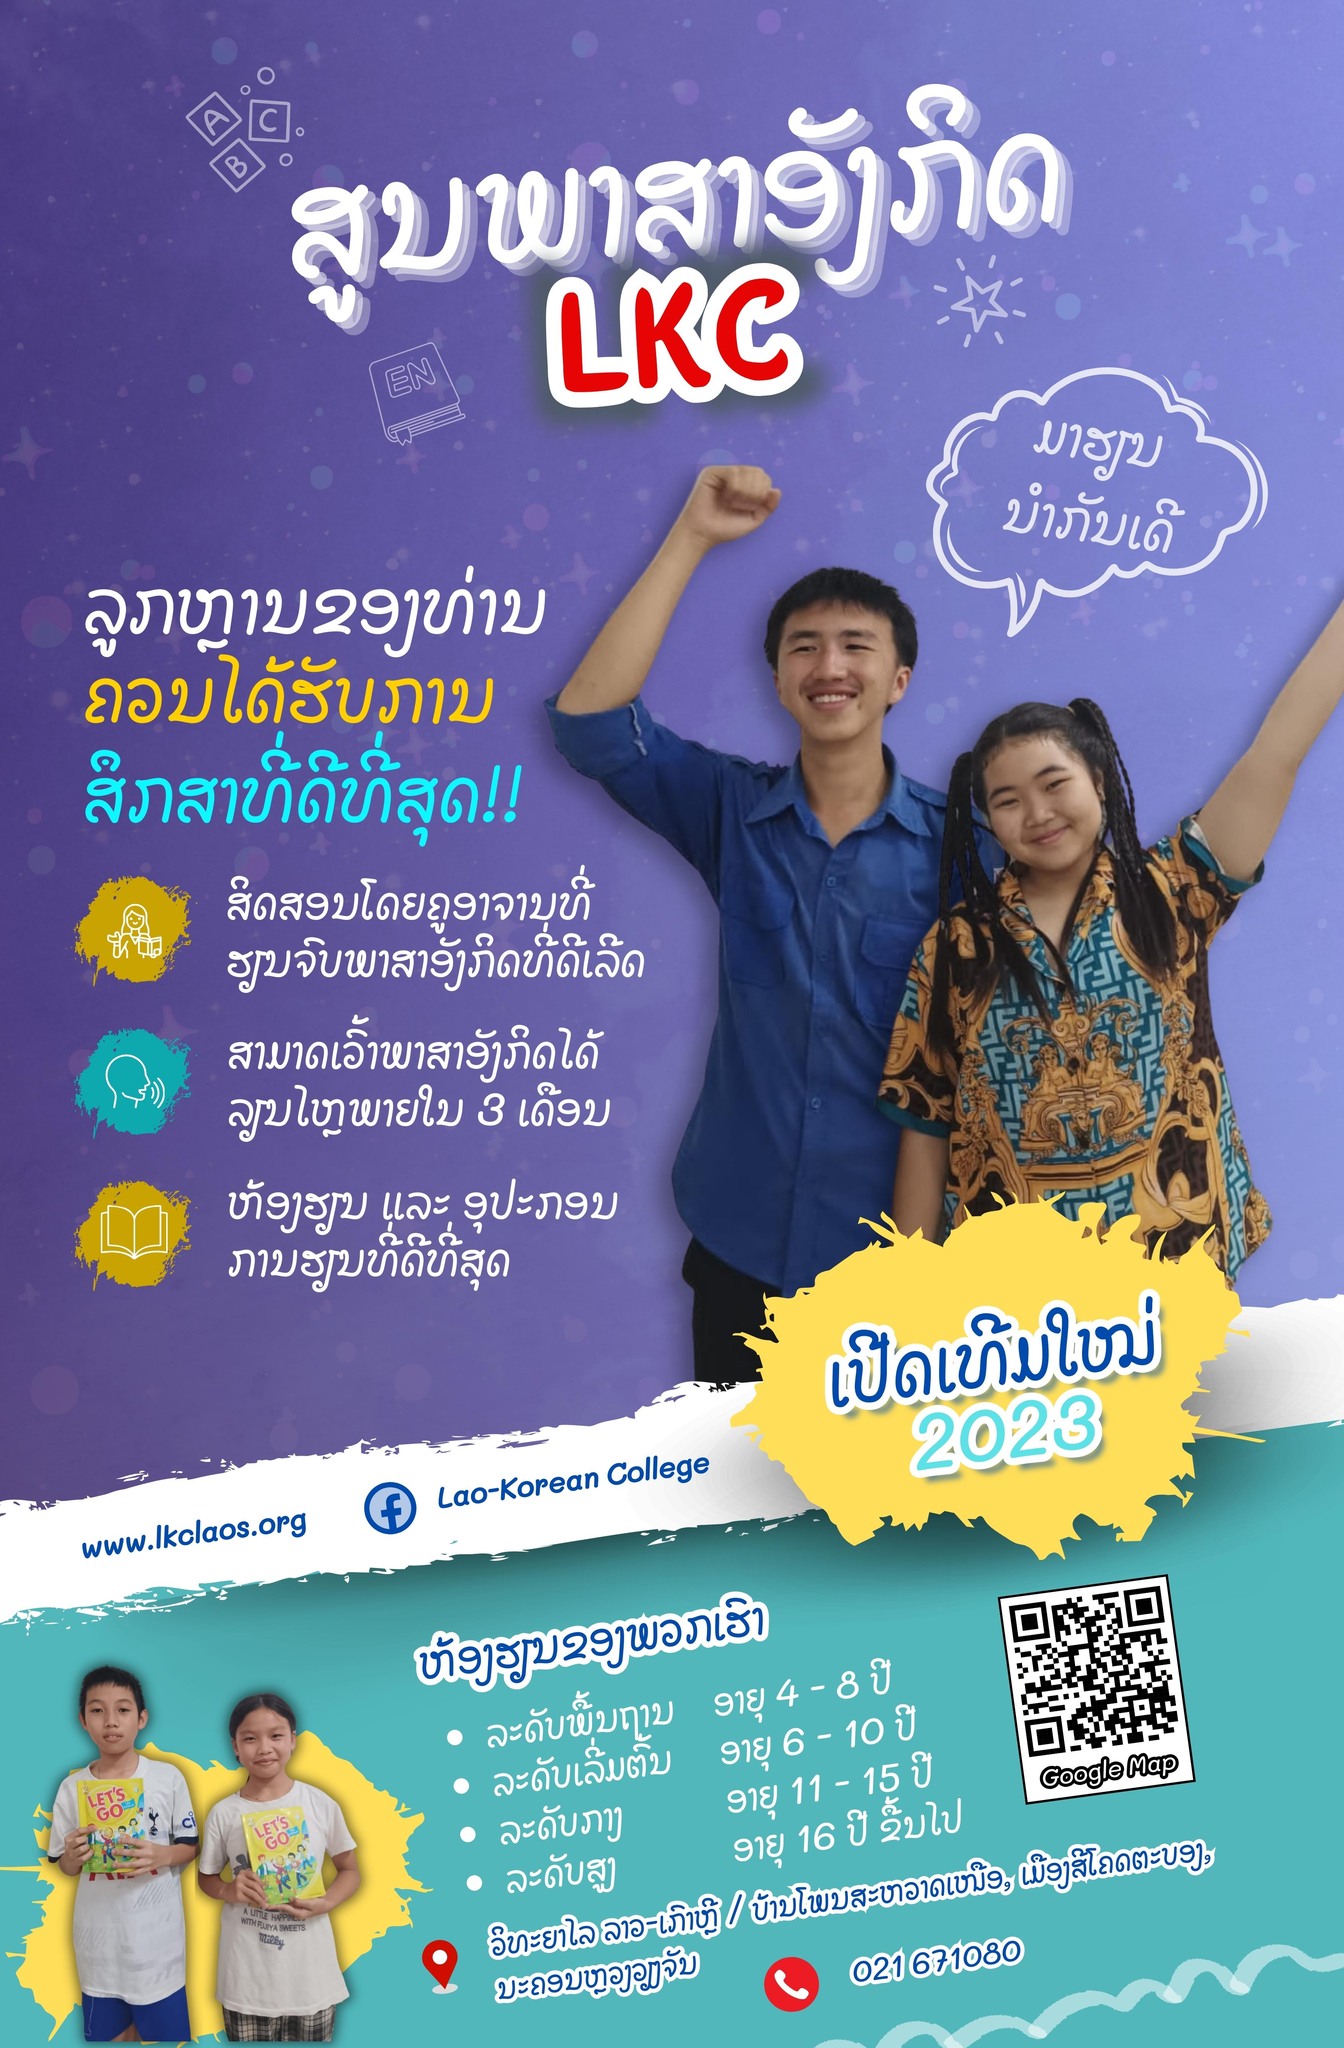 A
C
B
ສູນພາສາອັງກິດ
LKC
EN
ມາຮຽນ
ນໍາກັນເດີ
ລູກຫຼານຂອງທ່ານ
ຄວນໄດ້ຮັບການ
ສຶກສາທີ່ດີທີ່ສຸດ!!
ສິດສອນໂດຍຄູອາຈານທີ່
ຮຽນຈົບພາສາອັງກິດທີ່ດີເລີດ
ສາມາດເວົ້າພາສາອັງກິດໄດ້
ລຽນໄຫຼພາຍໃນ 3 ເດືອນ
ຫ້ອງຮຽນ ແລະ ອຸປະກອນ
ການຮຽນທີ່ດີທີ່ສຸດ
ເປີດເທີມໃໝ່
2023
www.lkclaos.org
Lao-Korean College
ຫ້ອງຮຽນຂອງພວກເຮົາ
• ລະດັບພື້ນຖານ ອາຍຸ 4 - 8 ປີ
• ລະດັບເລີ່ມຕົ້ນ ອາຍຸ 6 - 10 ປີ
• ລະດັບກາງ ອາຍຸ 11 - 15 ປີ
• ລະດັບສູງ ອາຍຸ 16 ປີ ຂື້ນໄປ
Google Map
ວິທະຍາໄລ ລາວ-ເກົາຫຼີ / ບ້ານໂພນສະຫວາດເໜືອ, ເມືອງສີໂຄດຕະບອງ,
ນະຄອນຫຼວງວຽງຈັນ
021 671080
LET'S
GO
LET'S
GO
A LITTLE HAPPINESS
WITH FUJIYA SWEETS
Milky